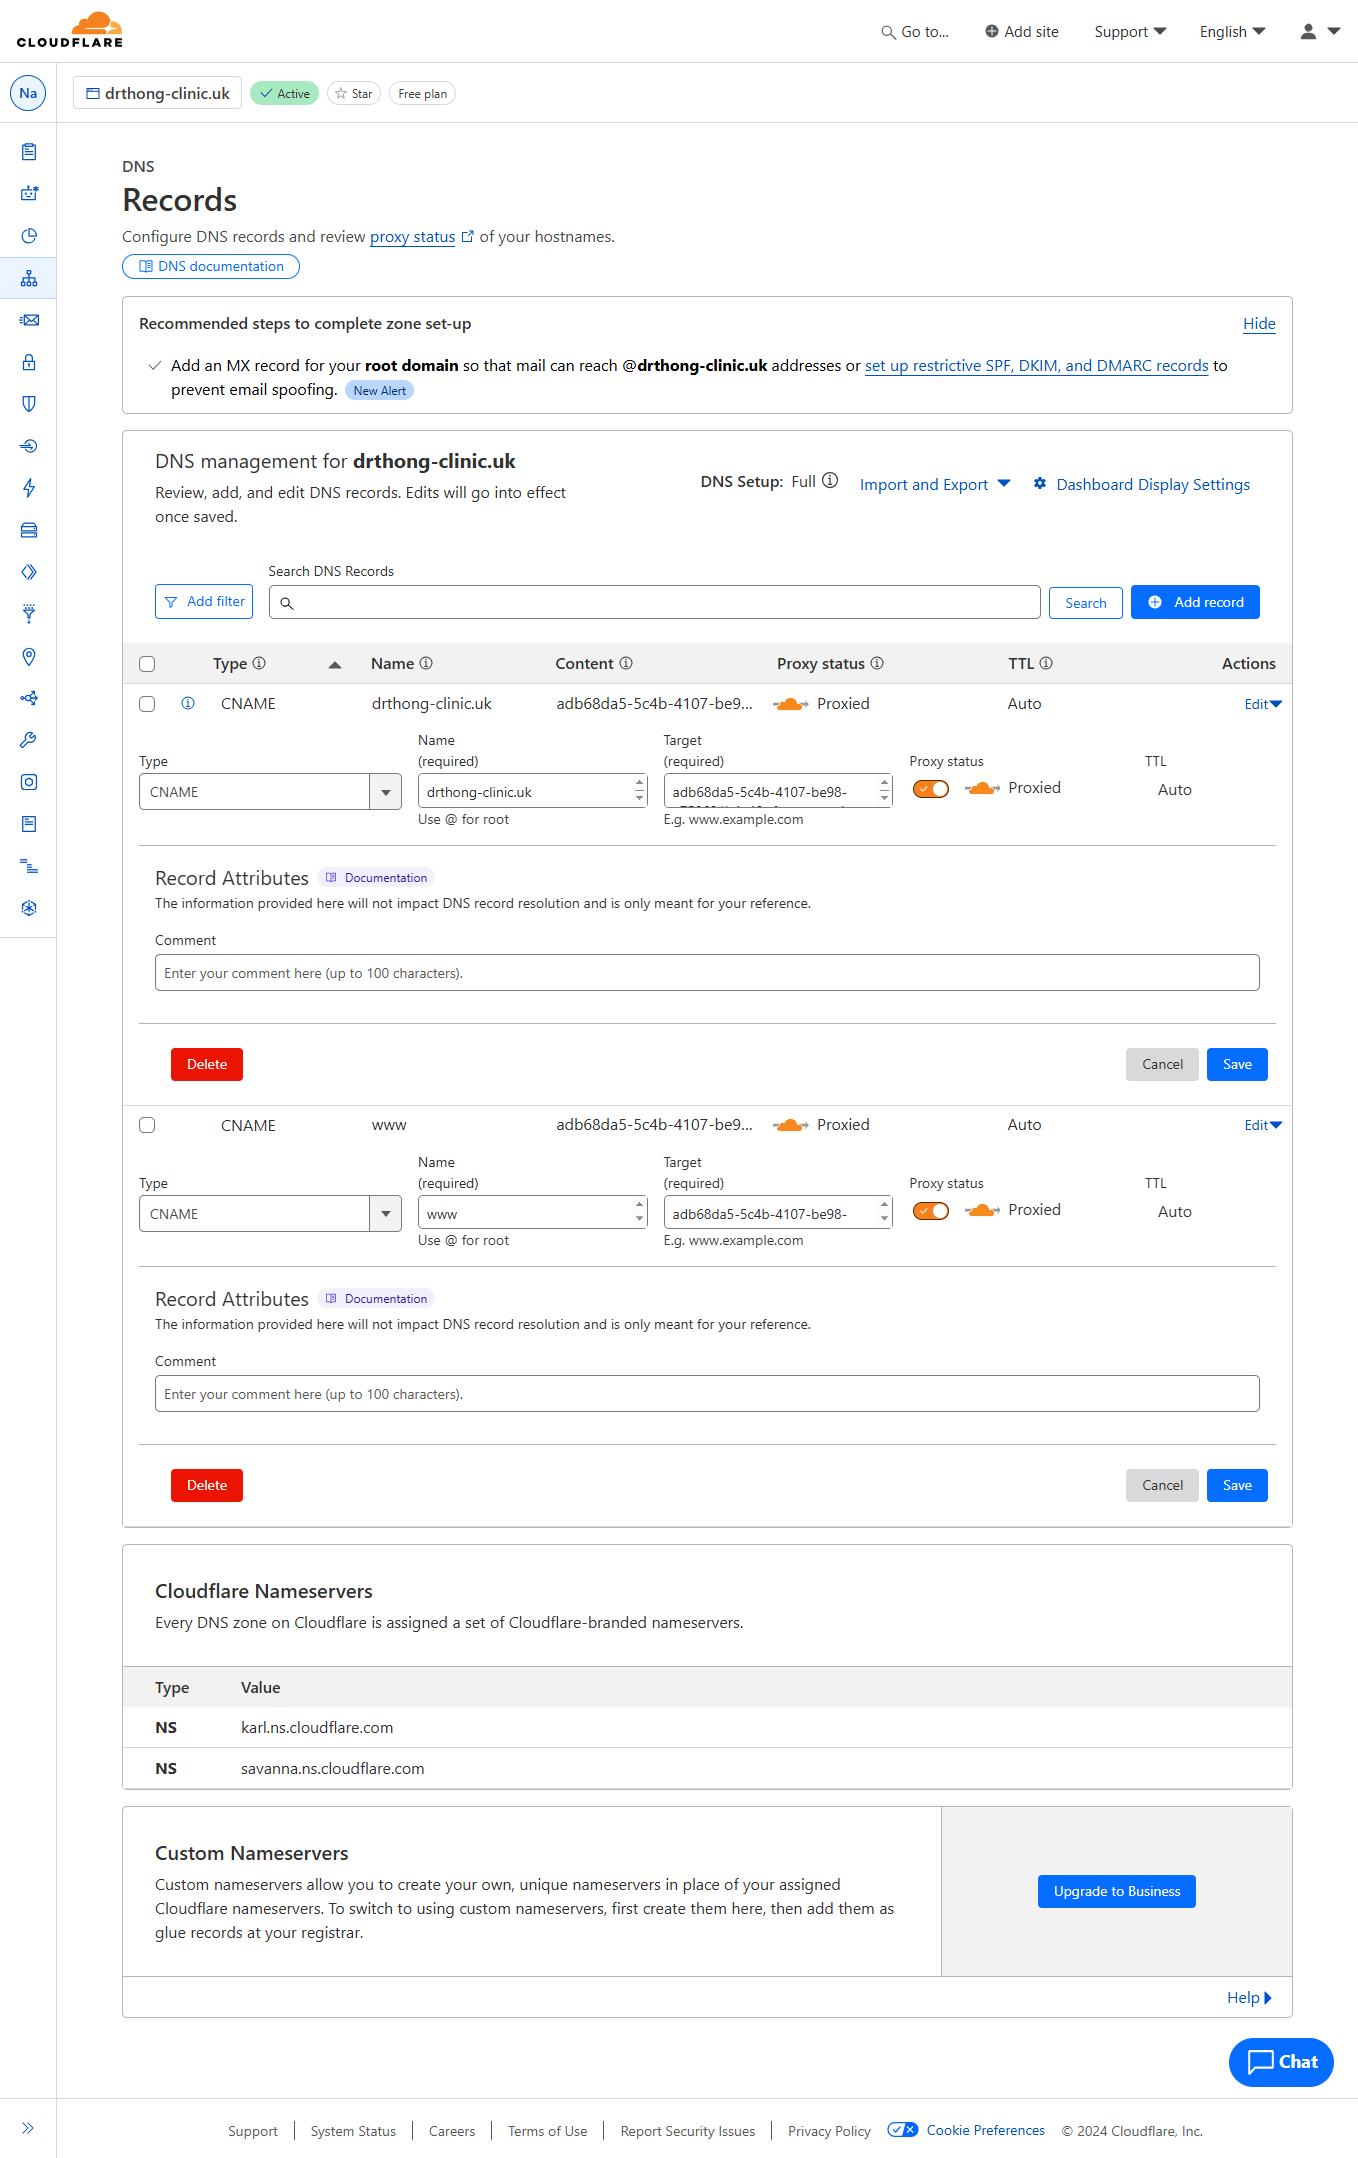 CLOUDFLARE
Go to...
Add site
Support
English
Na
drthong-clinic.uk
Active
Star
Free plan
DNS
Records
Configure DNS records and review proxy status of your hostnames.
DNS documentation
Recommended steps to complete zone set-up
Hide
Add an MX record for your root domain so that mail can reach @drthong-clinic.uk addresses or set up restrictive SPF, DKIM, and DMARC records to
prevent email spoofing. New Alert
DNS management for drthong-clinic.uk
Review, add, and edit DNS records. Edits will go into effect
once saved.
DNS Setup: Full
Import and Export
Dashboard Display Settings
Search DNS Records
Add filter
Search
Add record
Type Name Content Proxy status TTL Actions
CNAME drthong-clinic.uk adb68da5-5c4b-4107-be9... Proxied Auto Edit
Type
Name
(required)
Target
(required)
Proxy status
TTL
CNAME
drthong-clinic.uk
adb68da5-5c4b-4107-be98-
Proxied
Auto
Use @ for root
E.g. www.example.com
Record Attributes Documentation
The information provided here will not impact DNS record resolution and is only meant for your reference.
Comment
Enter your comment here (up to 100 characters).
Delete
Cancel
Save
CNAME www adb68da5-5c4b-4107-be9... Proxied Auto Edit
Type
Name
(required)
Target
(required)
Proxy status
TTL
CNAME
www
adb68da5-5c4b-4107-be98-
Proxied
Auto
Use @ for root
E.g. www.example.com
Record Attributes Documentation
The information provided here will not impact DNS record resolution and is only meant for your reference.
Comment
Enter your comment here (up to 100 characters).
Delete
Cancel
Save
Cloudflare Nameservers
Every DNS zone on Cloudflare is assigned a set of Cloudflare-branded nameservers.
Type Value
NS karl.ns.cloudflare.com
NS savanna.ns.cloudflare.com
Custom Nameservers
Custom nameservers allow you to create your own, unique nameservers in place of your assigned
Cloudflare nameservers. To switch to using custom nameservers, first create them here, then add them as
glue records at your registrar.
Upgrade to Business
Help
Chat
Support
System Status
Careers
Terms of Use
Report Security Issues
Privacy Policy
Cookie Preferences
© 2024 Cloudflare, Inc.